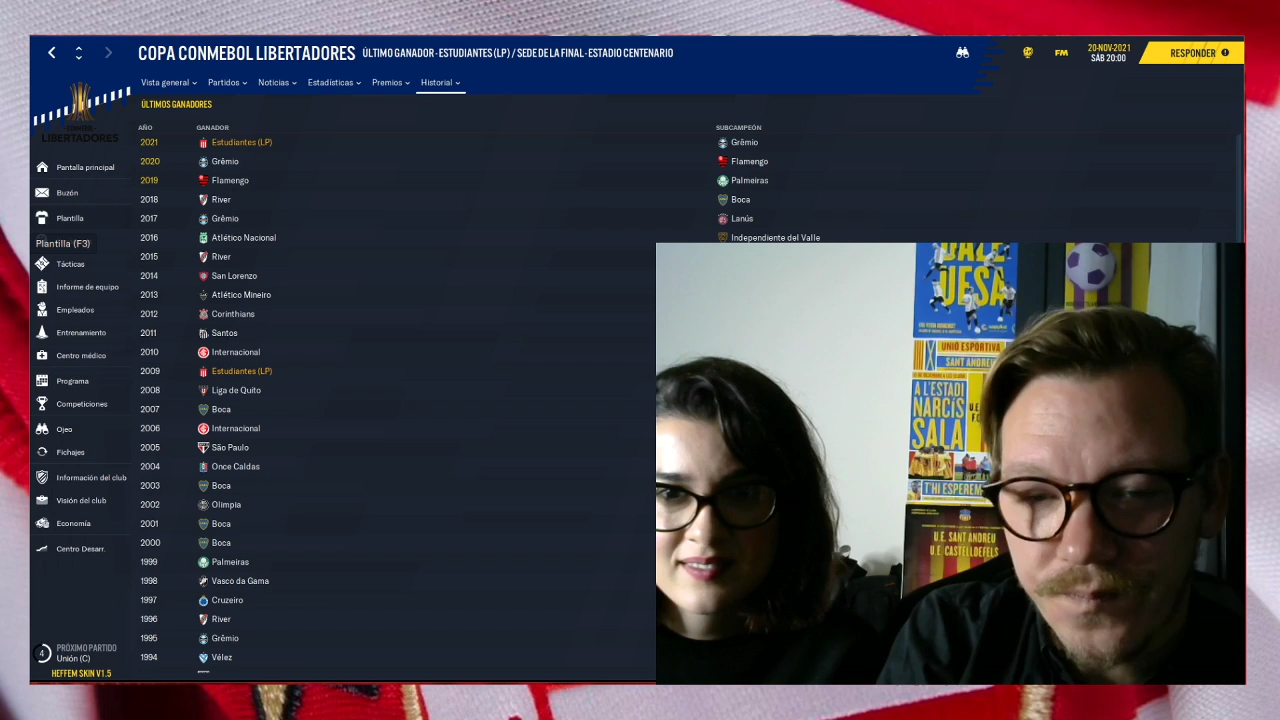 COPA CONMEBOL LIBERTADORES ÚLTIMO GANADOR - ESTUDIANTES (LP) / SEDE DE LA FINAL - ESTADIO CENTENARIO
FM
20-NOV-2021
SÁB 20:00
RESPONDER
Vista general Partidos Noticias Estadísticas Premios Historial
ÚLTIMOS GANADORES
LIBERTADORES
AÑO GANADOR SUBCAMPEÓN
2021 Estudiantes (LP) Grêmio
2020 Grêmio Flamengo
2019 Flamengo Palmeiras
2018 River Boca
2017 Grêmio Lanús
2016 Atlético Nacional Independiente del Valle
2015 River
2014 San Lorenzo
2013 Atlético Mineiro
2012 Corinthians
2011 Santos
2010 Internacional
2009 Estudiantes (LP)
2008 Liga de Quito
2007 Boca
2006 Internacional
2005 São Paulo
2004 Once Caldas
2003 Boca
2002 Olimpia
2001 Boca
2000 Boca
1999 Palmeiras
1998 Vasco da Gama
1997 Cruzeiro
1996 River
1995 Grêmio
1994 Vélez
Pantalla principal
Buzón
Plantilla
Plantilla (F3)
Tácticas
Informe de equipo
Empleados
Entrenamiento
Centro médico
Programa
Competiciones
Ojeo
Fichajes
Información del club
Visión del club
Economía
Centro Desarr.
4
PRÓXIMO PARTIDO
Unión (C)
HEFFEM SKIN V1.5
UNIÓ ESPORTIVA
SANT ANDREU
A L'ESTADI
NARCÍS
SALA
T'HI ESPEREM
U.E. SANT ANDREU
U.E. CASTELLDEFELS